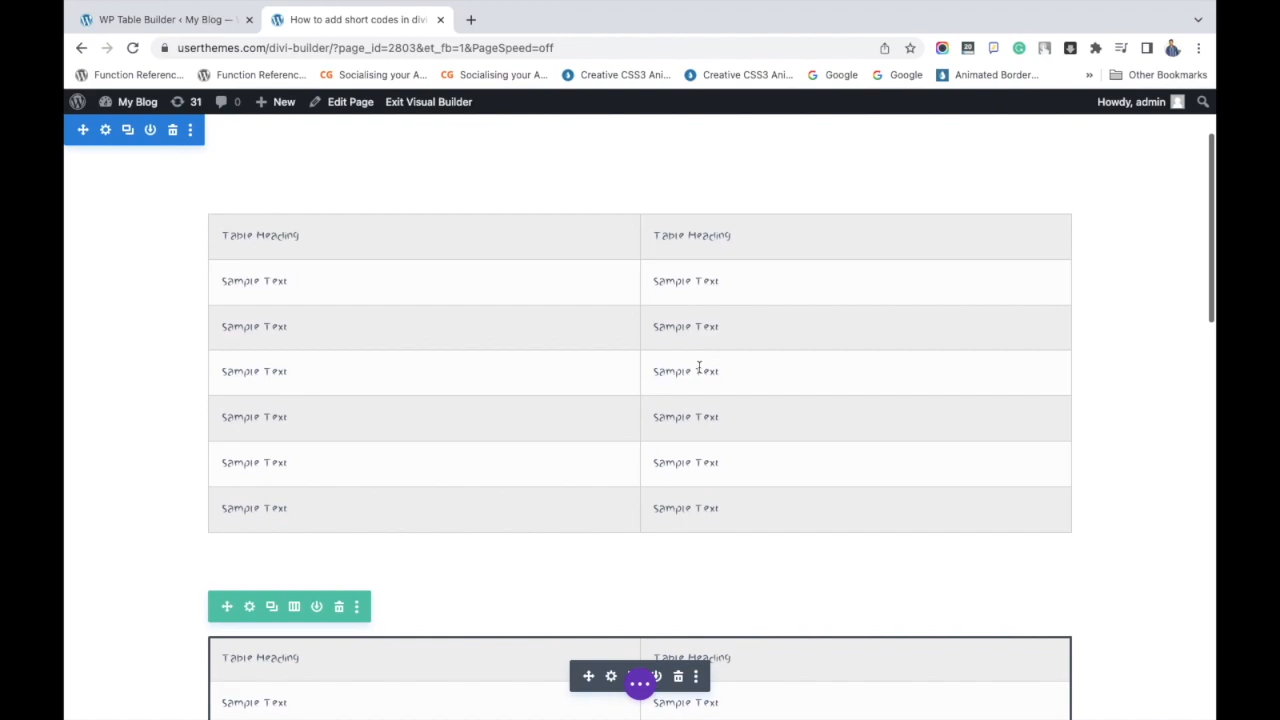 WP Table Builder ‹ My Blog —
How to add short codes in divi
userthemes.com/divi-builder/?page_id=2803&et_fb=1&PageSpeed=off
Function Referenc... Function Referenc... Socialising your A... Socialising your A... Creative CSS3 Ani... Creative CSS3 Ani... Google Google Animated Border... » Other Bookmarks
My Blog 31 0 New Edit Page Exit Visual Builder Howdy, admin
Table Heading Table Heading
Sample Text Sample Text
Sample Text Sample Text
Sample Text Sample Text
Sample Text Sample Text
Sample Text Sample Text
Sample Text Sample Text
Table Heading Table Heading
Sample Text Sample Text